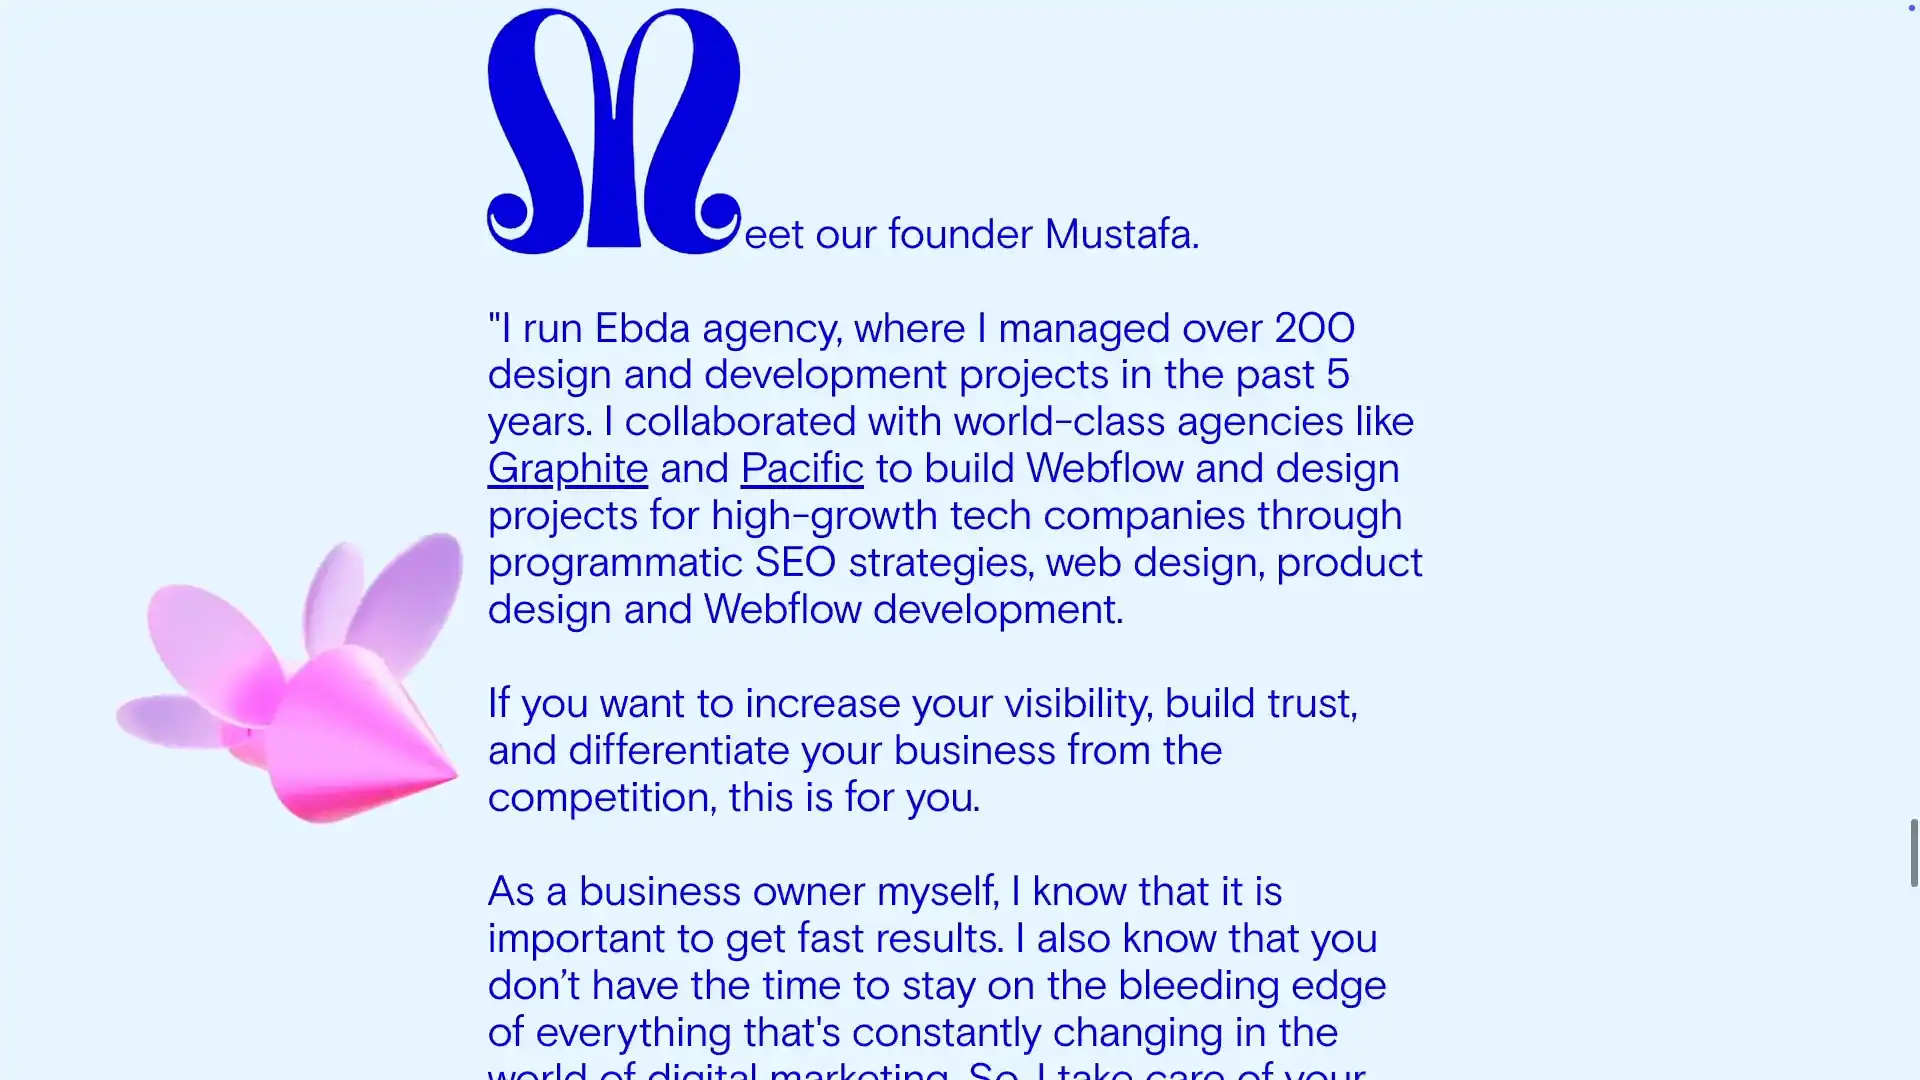 Meet our founder Mustafa.
"I run Ebda agency, where I managed over 200
design and development projects in the past 5
years. I collaborated with world-class agencies like
Graphite and Pacific to build Webflow and design
projects for high-growth tech companies through
programmatic SEO strategies, web design, product
design and Webflow development.
If you want to increase your visibility, build trust,
and differentiate your business from the
competition, this is for you.
As a business owner myself, I know that it is
important to get fast results. I also know that you
don’t have the time to stay on the bleeding edge
of everything that's constantly changing in the
world of digital marketing. So, I take care of your